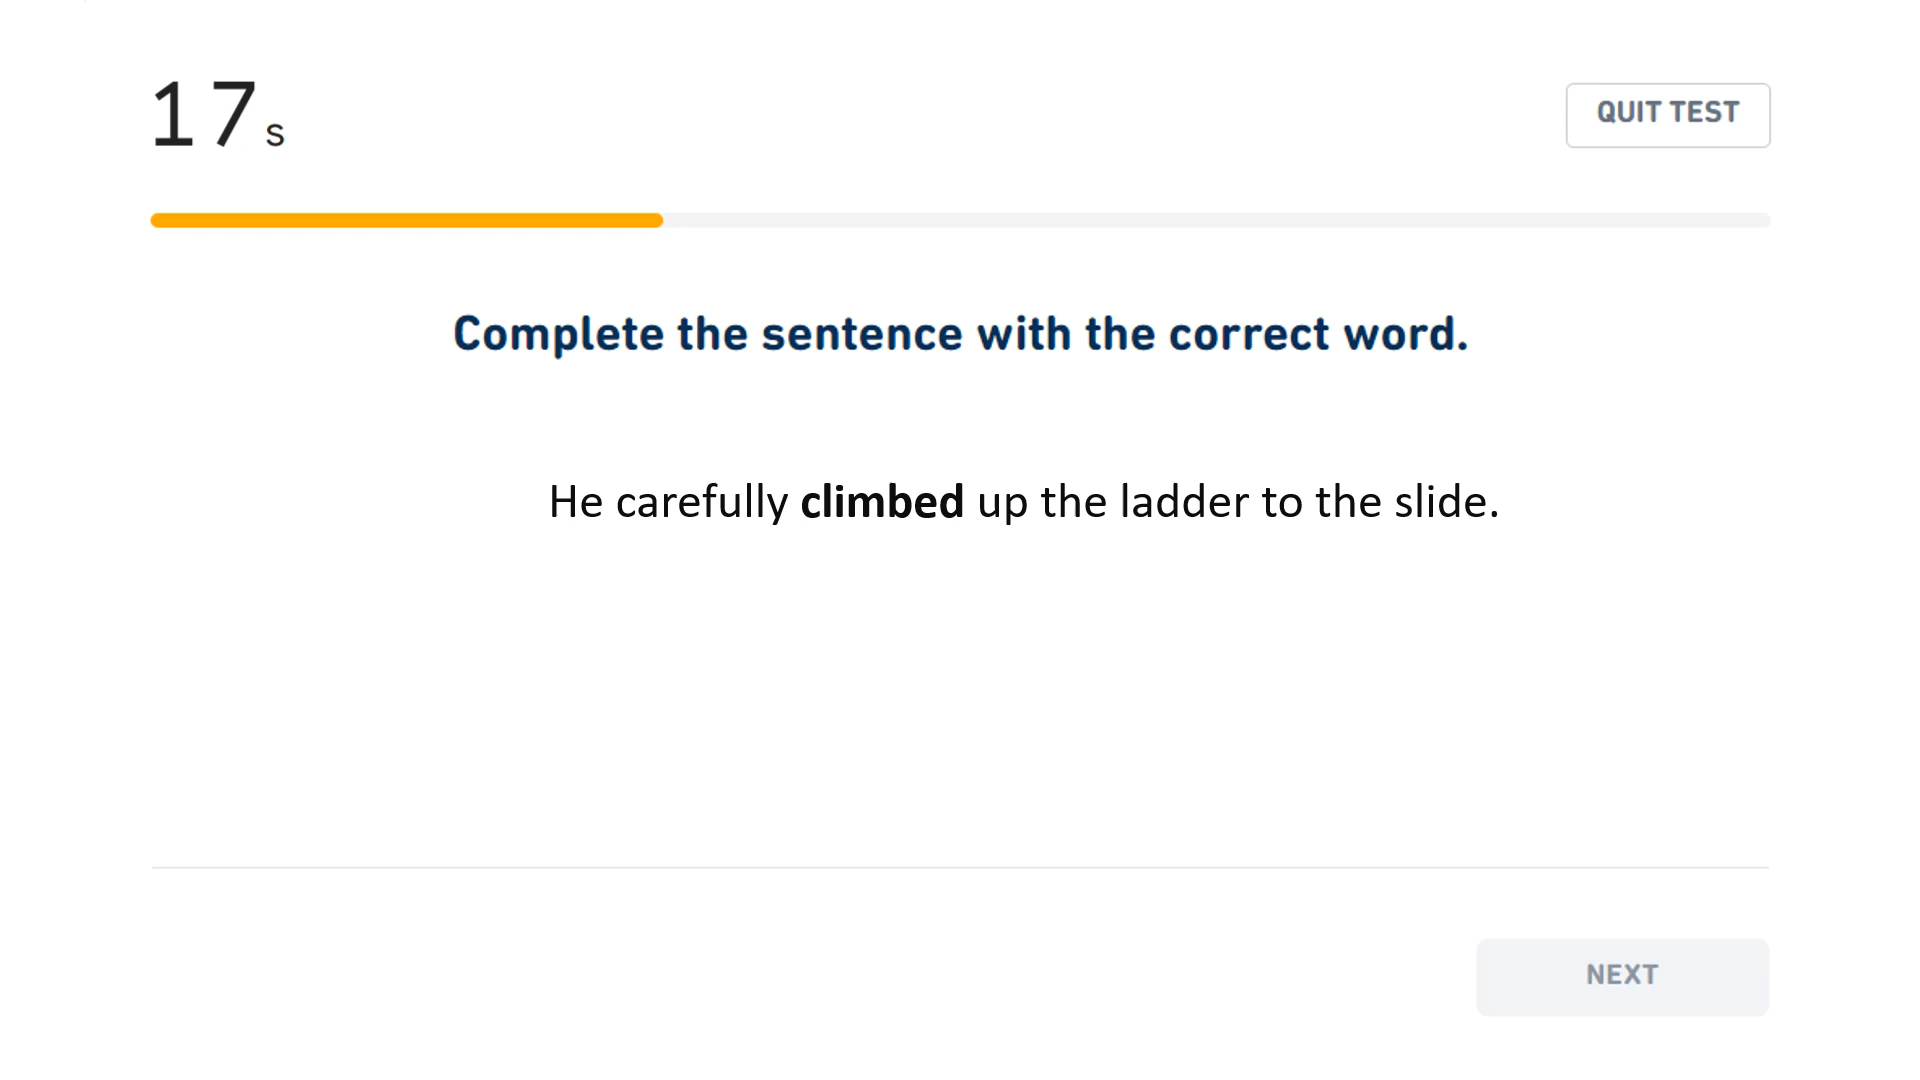 17s
QUIT TEST
Complete the sentence with the correct word.
He carefully climbed up the ladder to the slide.
NEXT